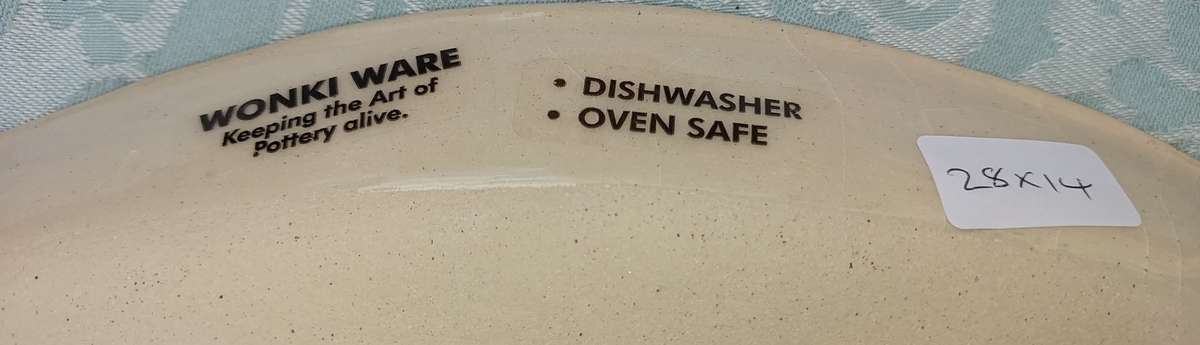 WONKI WARE
Keeping the Art of
Pottery alive.
• DISHWASHER
• OVEN SAFE
28x14